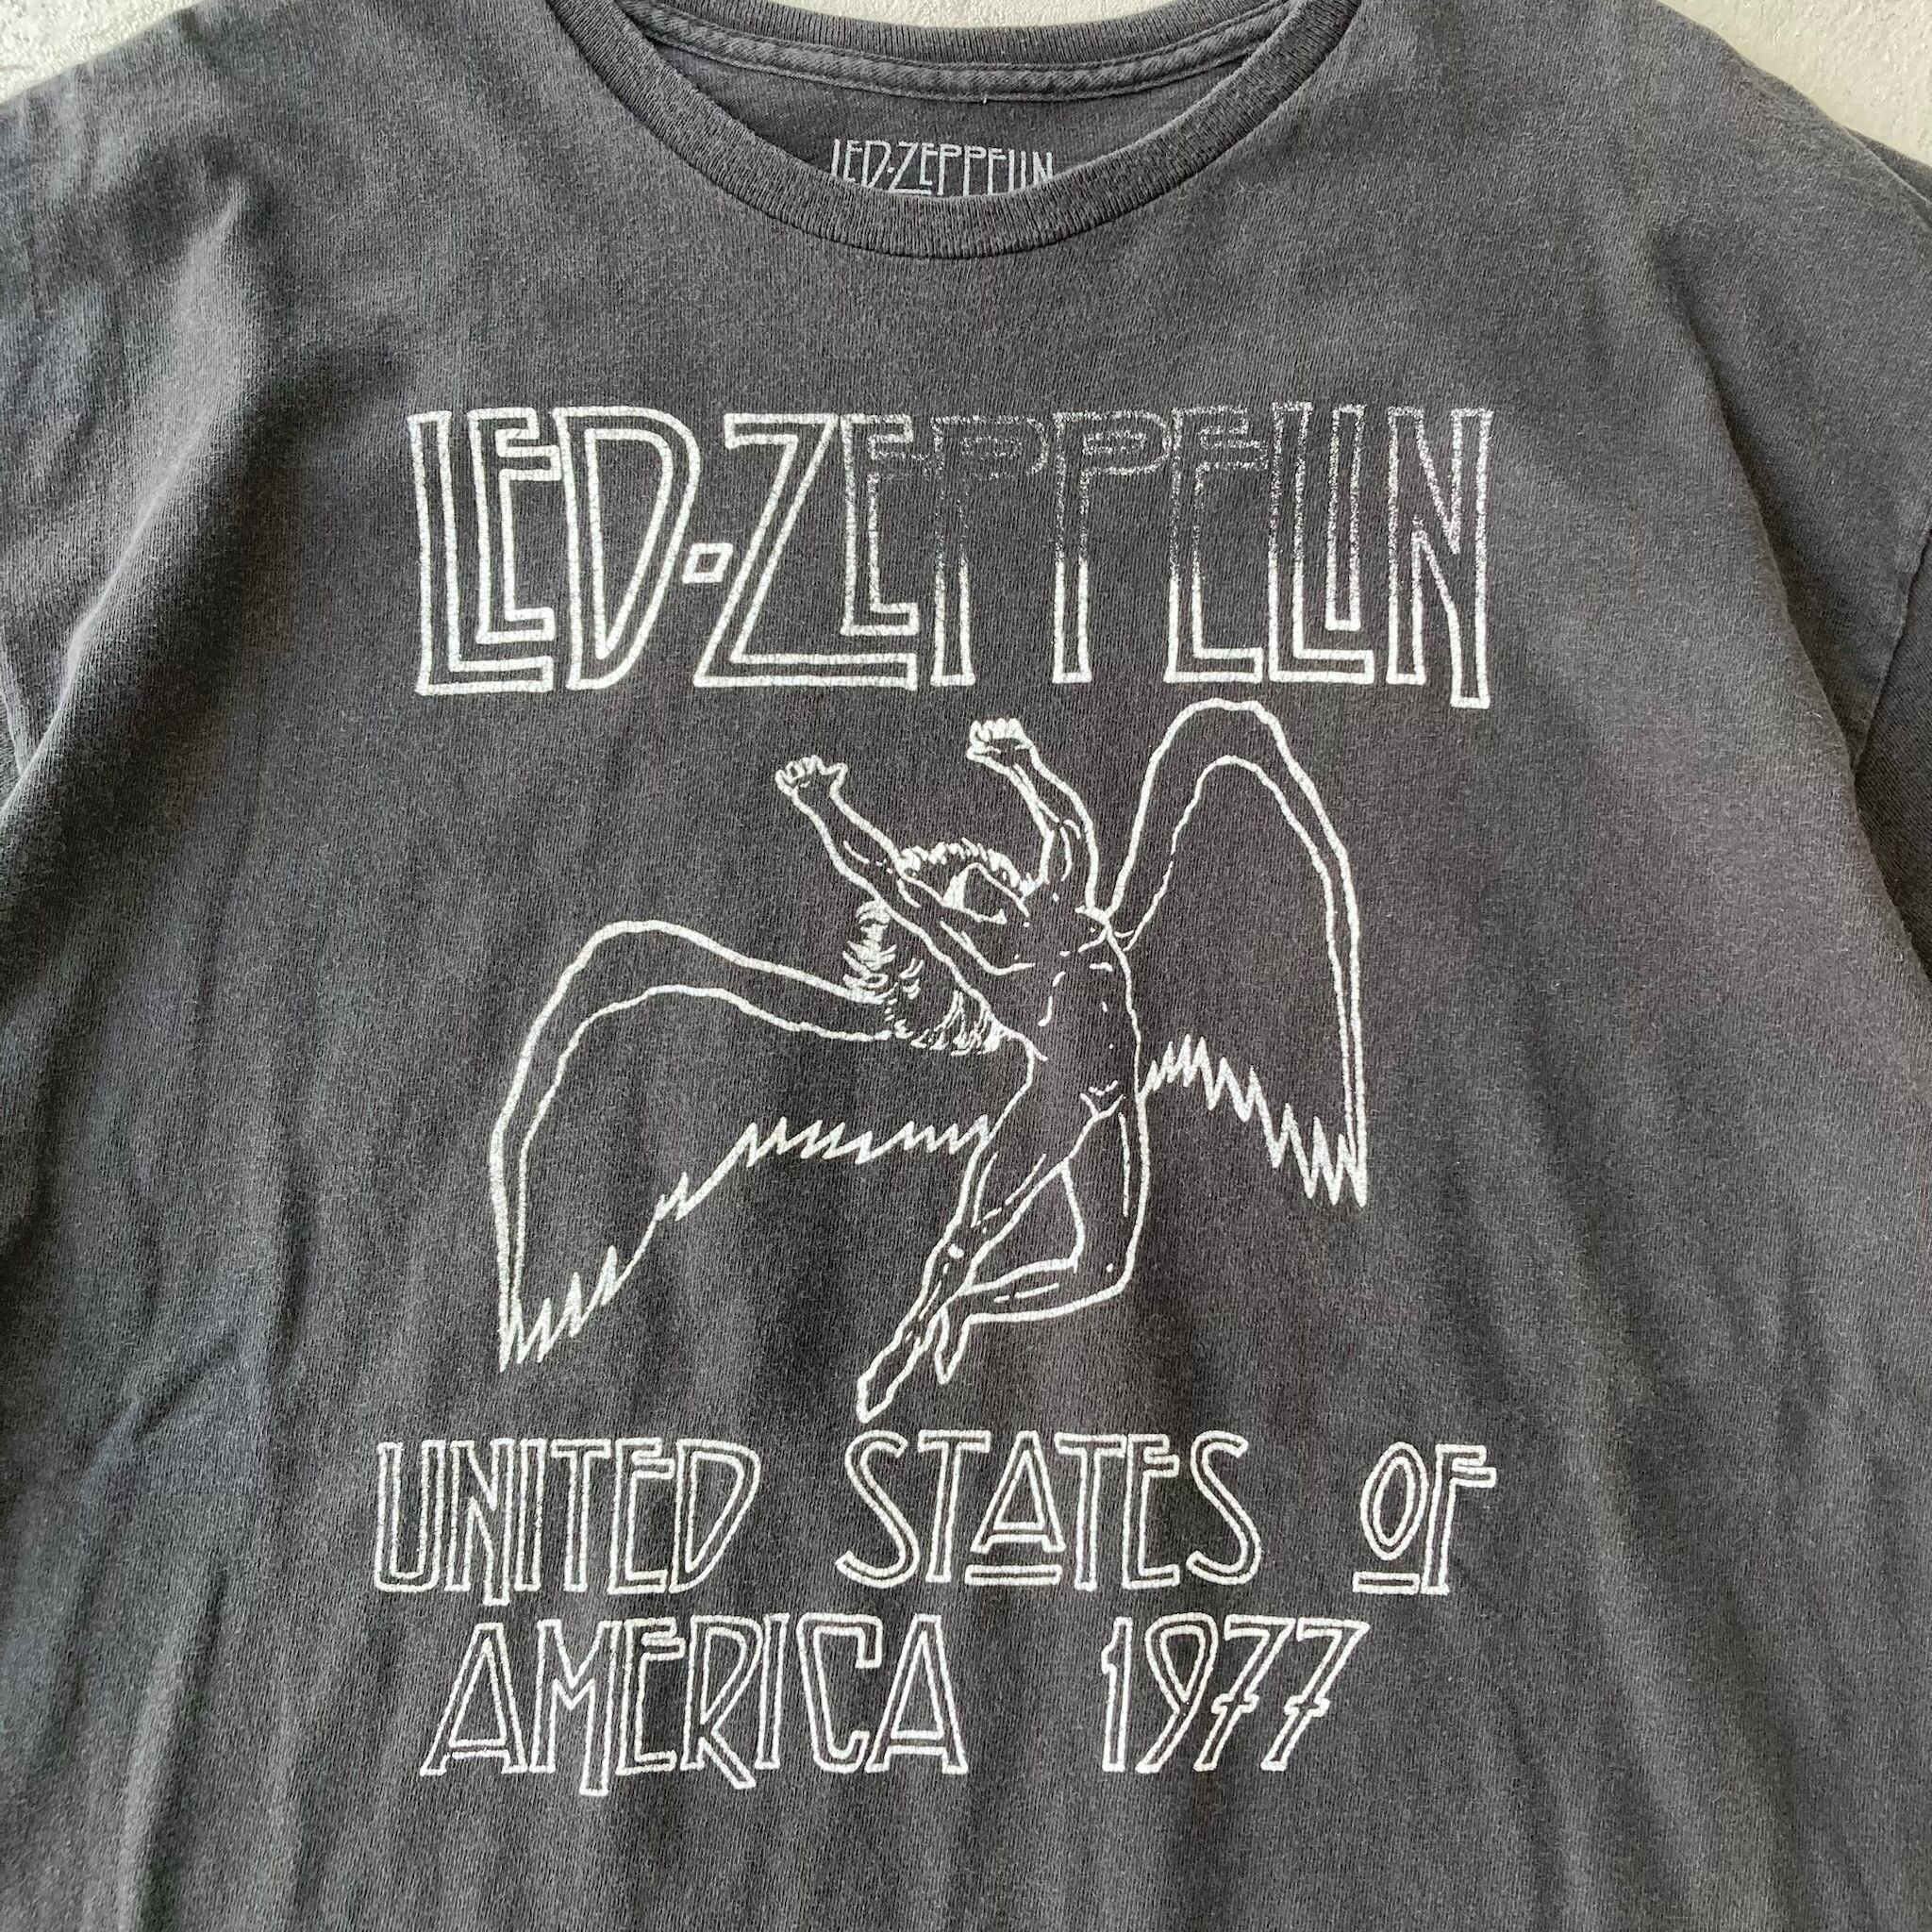 LED-ZEPPELIN
LED-ZEPPELIN
UNITED STATES OF
AMERICA 1977